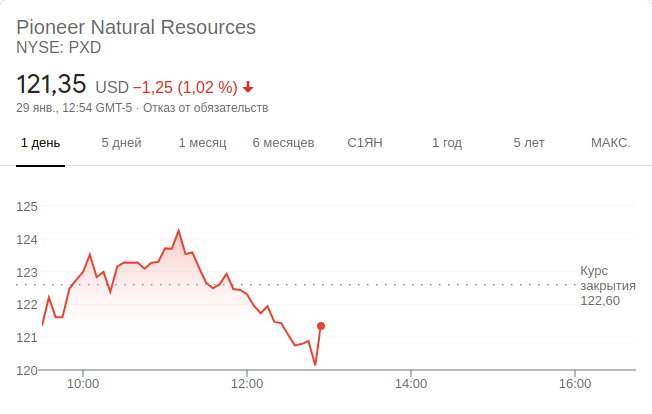 Pioneer Natural Resources
NYSE: PXD
121,35 USD −1,25 (1,02 %)
29 янв., 12:54 GMT-5 · Отказ от обязательств
1 день 5 дней 1 месяц 6 месяцев С1ЯН 1 год 5 лет МАКС.
125
124
123
122
121
120
Курс
закрытия
122,60
10:00 12:00 14:00 16:00